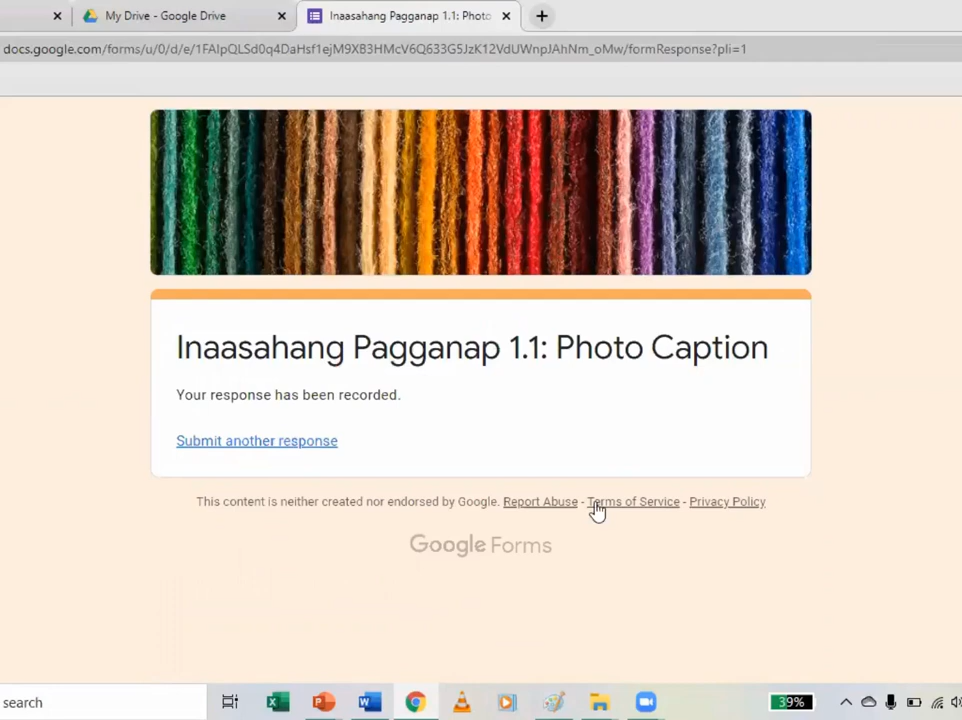 My Drive - Google Drive
Inaasahang Pagganap 1.1: Photo
docs.google.com/forms/u/0/d/e/1FAIpQLSd0q4DaHsf1ejM9XB3HMcV6Q633G5JzK12VdUWnpJAhNm_oMw/formResponse?pli=1
Inaasahang Pagganap 1.1: Photo Caption
Your response has been recorded.
Submit another response
This content is neither created nor endorsed by Google. Report Abuse - Terms of Service - Privacy Policy
Google Forms
search
39%